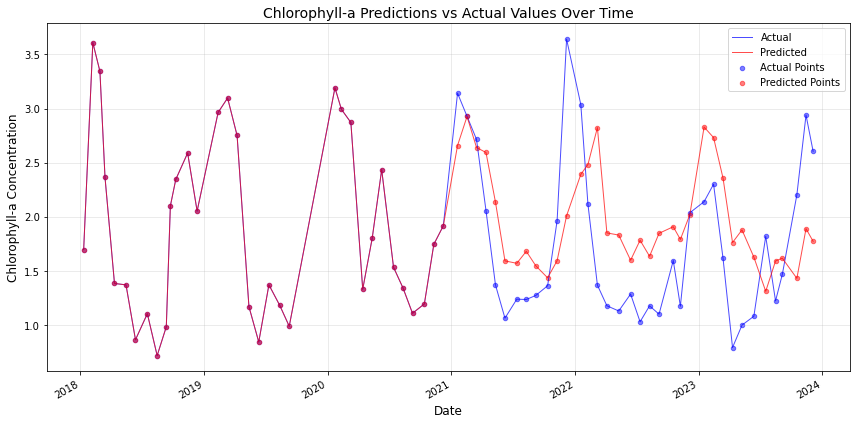 Chlorophyll-a Predictions vs Actual Values Over Time
Actual
Predicted
Actual Points
Predicted Points
Chlorophyll-a Concentration
3.5
3.0
2.5
2.0
1.5
1.0
2018
2019
2020
2021
2022
2023
2024
Date